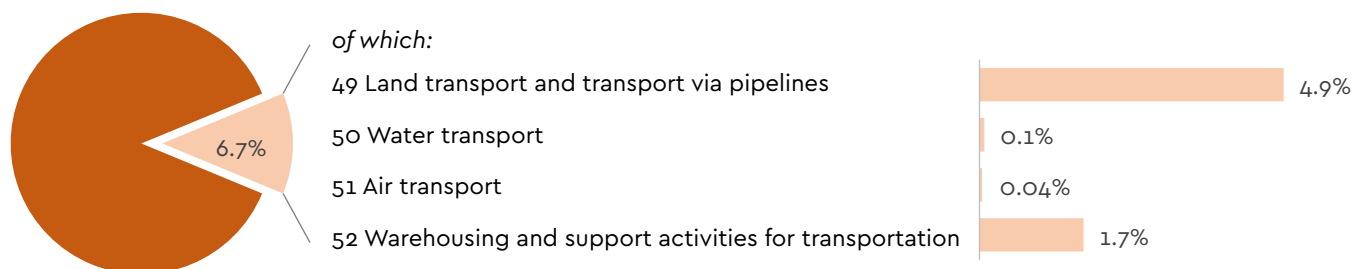 of which:
49 Land transport and transport via pipelines 4.9%
50 Water transport 0.1%
6.7%
51 Air transport 0.04%
52 Warehousing and support activities for transportation 1.7%